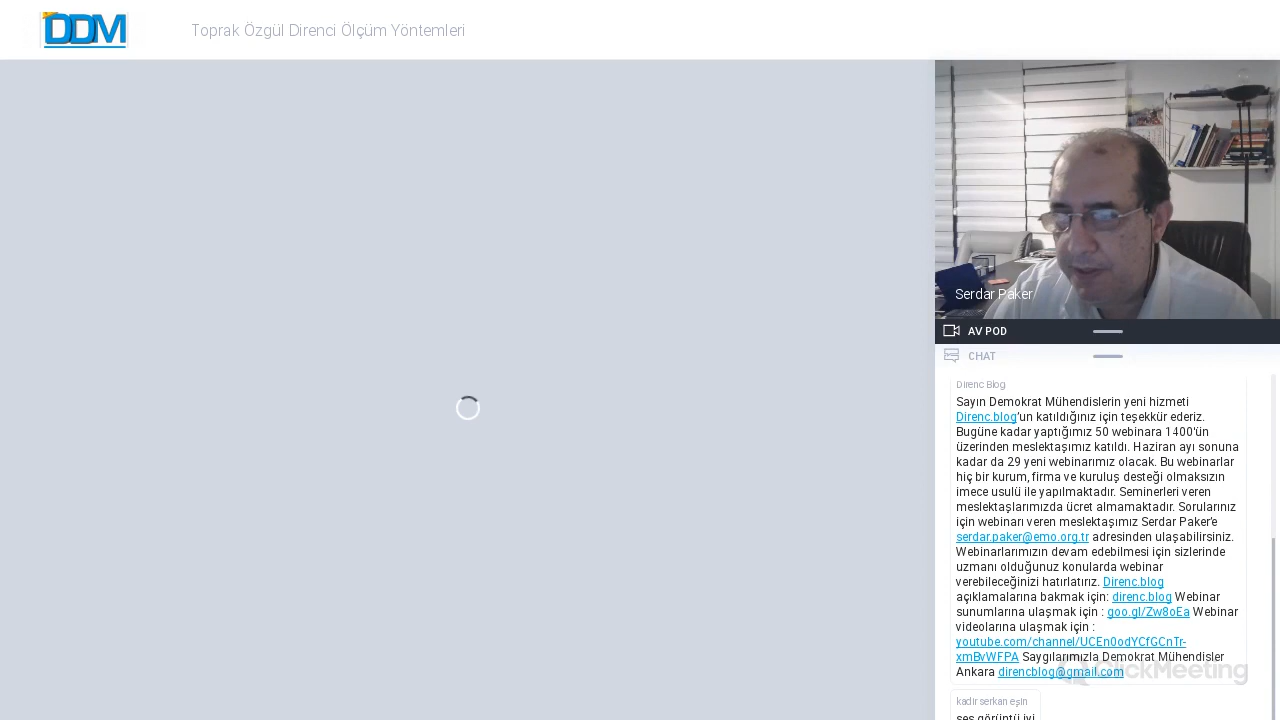 DDM
Toprak Özgül Direnci Ölçüm Yöntemleri
Serdar Paker
AV POD
CHAT
Direnc Blog
Sayın Demokrat Mühendislerin yeni hizmeti
Direnc.blog'un katıldığınız için teşekkür ederiz.
Bugüne kadar yaptığımız 50 webinara 1400'ün
üzerinden meslektaşımız katıldı. Haziran ayı sonuna
kadar da 29 yeni webinarımız olacak. Bu webinarlar
hiç bir kurum, firma ve kuruluş desteği olmaksızın
imece usulü ile yapılmaktadır. Seminerleri veren
meslektaşlarımızda ücret almamaktadır. Sorularınız
için webinarı veren meslektaşımız Serdar Paker'e
serdar.paker@emo.org.tr adresinden ulaşabilirsiniz.
Webinarlarımızın devam edebilmesi için sizlerinde
uzmanı olduğunuz konularda webinar
verebileceğinizi hatırlatırız. Direnc.blog
açıklamalarına bakmak için: direnc.blog Webinar
sunumlarına ulaşmak için : goo.gl/Zw8oEa Webinar
videolarına ulaşmak için :
youtube.com/channel/UCEn0odYCfGCnTr-
xmBvWFPA Saygılarımızla Demokrat Mühendisler
Ankara direncblog@gmail.com
ClickMeeting
kadir serkan eşin
ses görüntü iyi